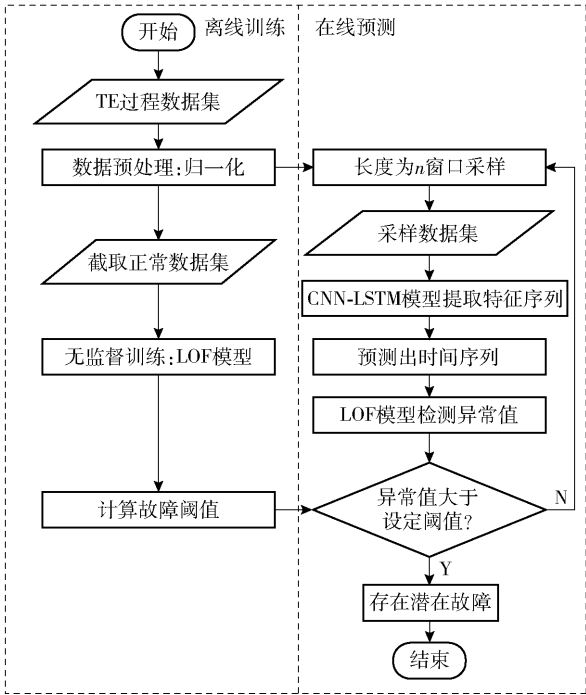 离线训练
在线预测
开始
TE过程数据集
数据预处理:归一化
截取正常数据集
无监督训练:LOF模型
计算故障阈值
长度为n窗口采样
采样数据集
CNN-LSTM模型提取特征序列
预测出时间序列
LOF模型检测异常值
异常值大于
设定阈值?
N
Y
存在潜在故障
结束